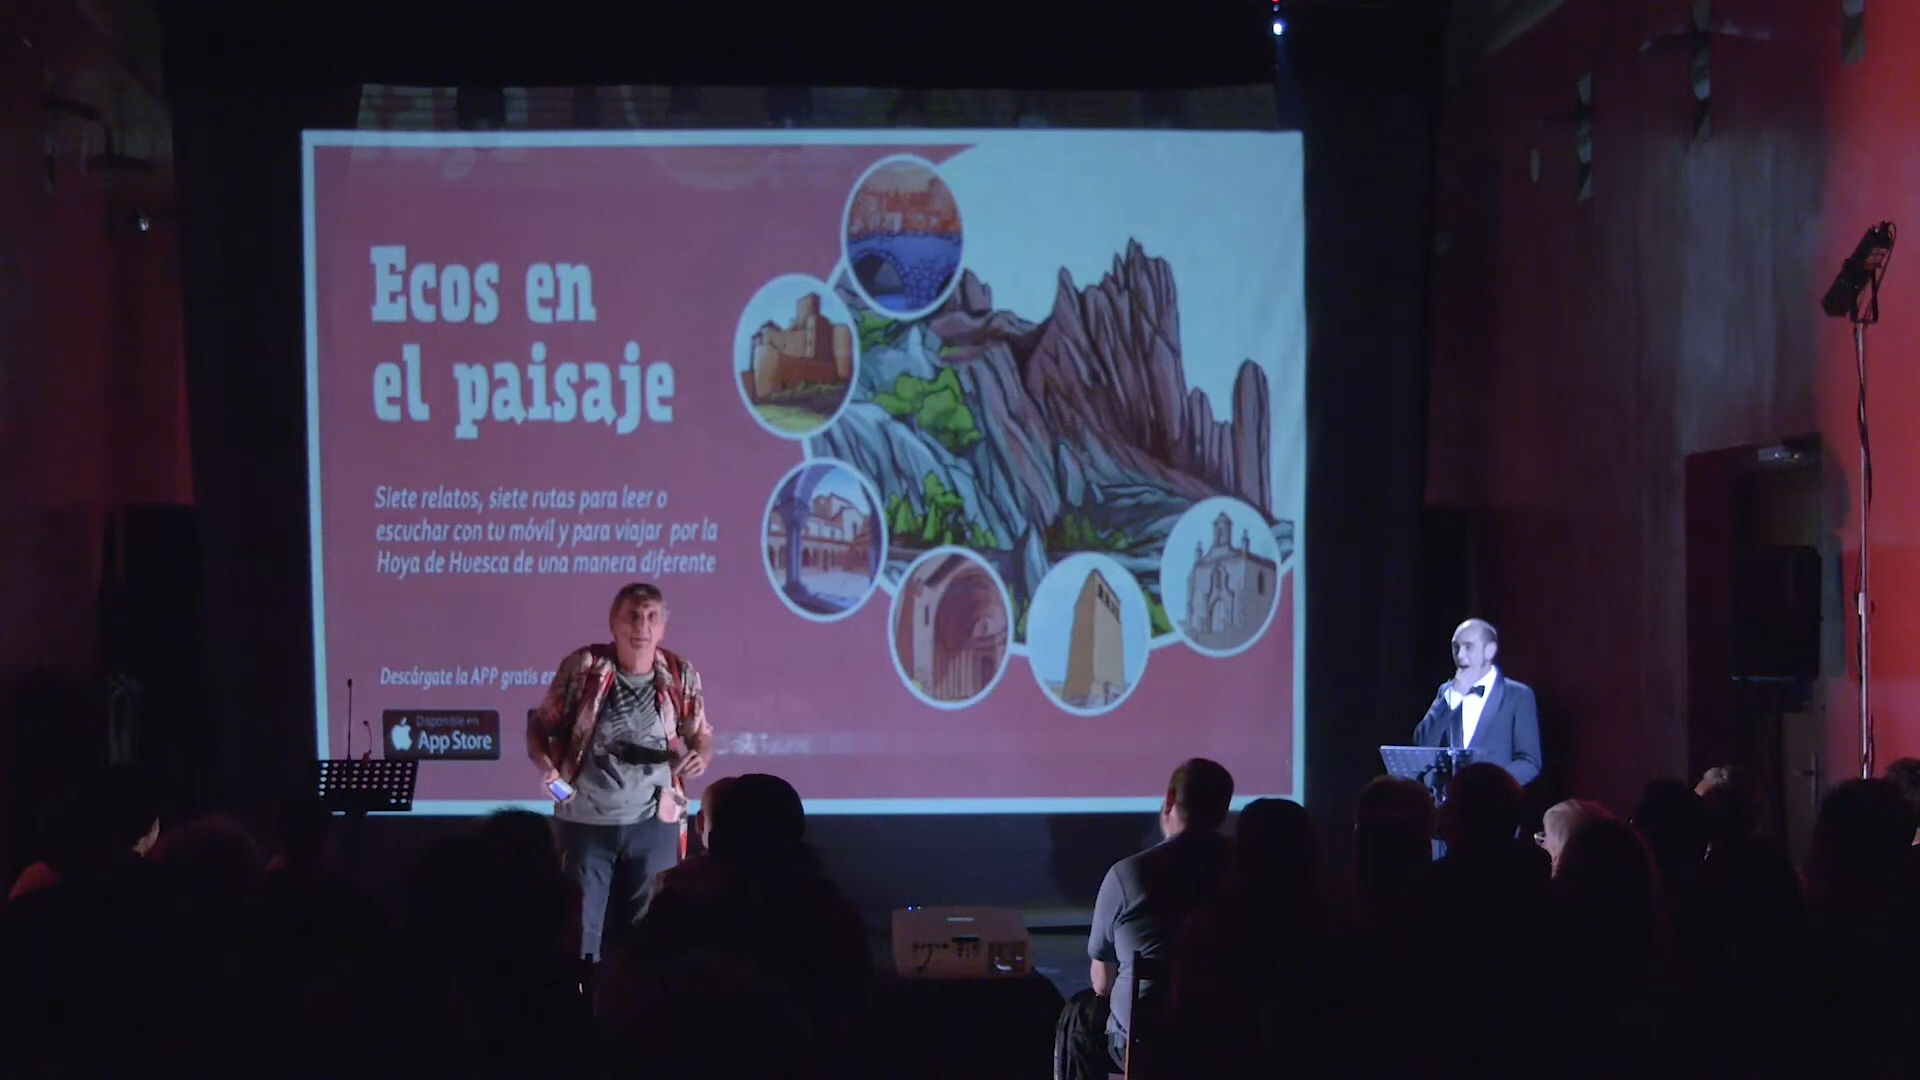 Ecos en
el paisaje
Siete relatos, siete rutas para leer o
escuchar con tu móvil y para viajar por la
Hoya de Huesca de una manera diferente
Descárgate la APP gratis en
Disponible en
App Store